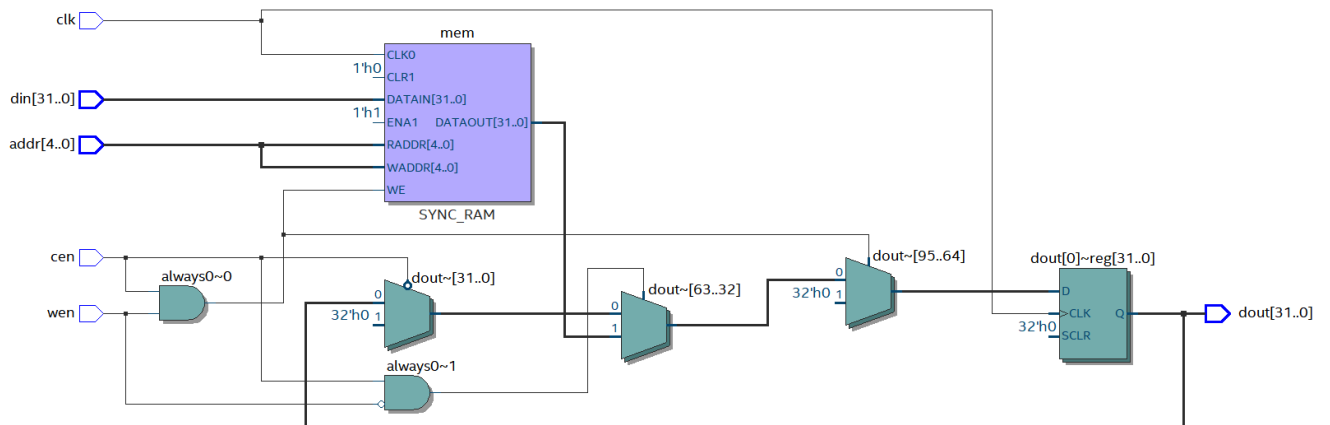 clk
mem
CLK0
1'h0
CLR1
din[31..0]
DATAIN[31..0]
1'h1
ENA1 DATAOUT[31..0]
addr[4..0]
RADDR[4..0]
WADDR[4..0]
WE
SYNC_RAM
cen
always0~0
wen
dout~[31..0]
0
32'h0
1
always0~1
dout~[63..32]
0
1
dout~[95..64]
0
32'h0
1
dout[0]~reg[31..0]
D
>CLK Q
32'h0
SCLR
dout[31..0]